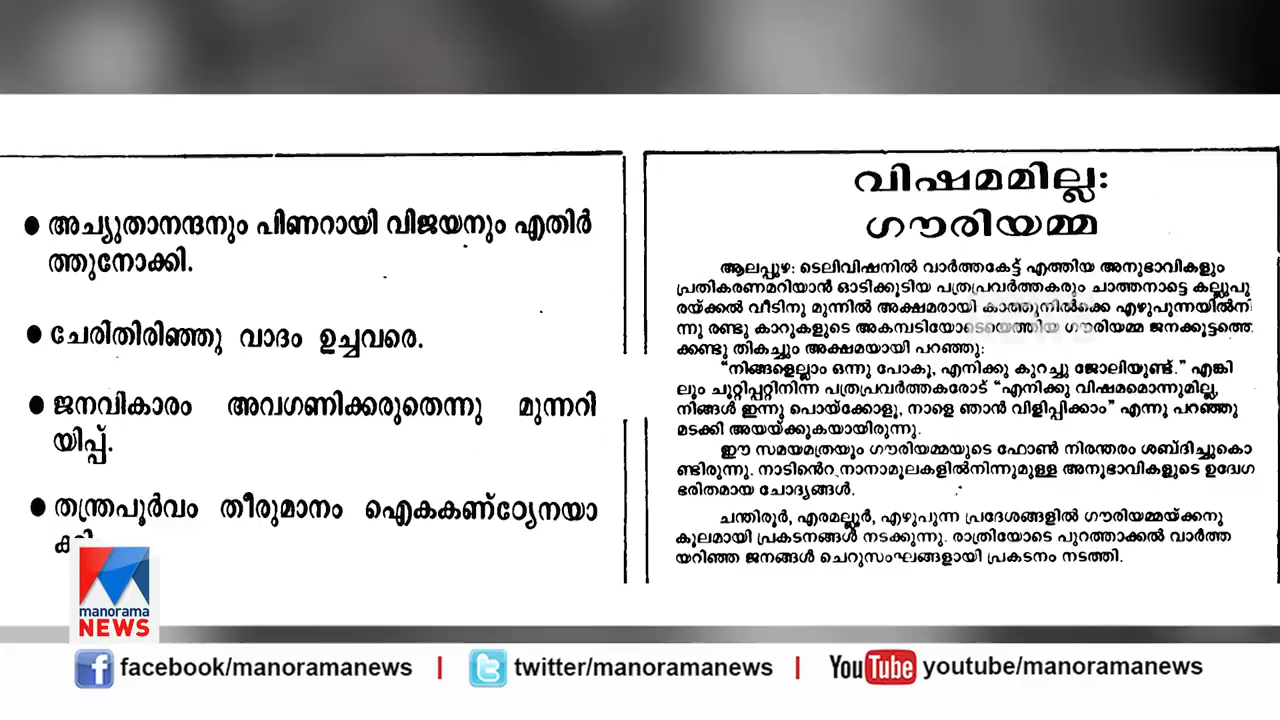 ● അച്യുതാനന്ദനും പിണറായി വിജയനും എതിർ
ത്തുനോക്കി.
● ചേരിതിരിഞ്ഞു വാദം ഉച്ചവരെ.
● ജനവികാരം അവഗണിക്കരുതെന്നു മുന്നറി
യിപ്പ്.
● തന്ത്രപൂർവം തീരുമാനം ഐകകണ്ഠ്യേനയാ
വിഷമമില്ല:
ഗൗരിയമ്മ
ആലപ്പുഴ: ടെലിവിഷനിൽ വാർത്തകേട്ട് എത്തിയ അനുഭാവികളും
പ്രതികരണമറിയാൻ ഓടിക്കൂടിയ പത്രപ്രവർത്തകരും ചാത്തനാട്ടെ കല്ലുപു
രയ്ക്കൽ വീടിനു മുന്നിൽ അക്ഷമരായി കാത്തുനിൽക്കെ എഴുപുന്നയിൽനി
ന്നു രണ്ടു കാറുകളുടെ അകമ്പടിയോടെയെത്തിയ ഗൗരിയമ്മ ജനക്കൂട്ടത്തെ
ക്കണ്ടു തികച്ചും അക്ഷമയായി പറഞ്ഞു:
“നിങ്ങളെല്ലാം ഒന്നു പോകൂ, എനിക്കു കുറച്ചു ജോലിയുണ്ട്.” എങ്കി
ലും ചുറ്റിപ്പറ്റിനിന്ന പത്രപ്രവർത്തകരോട് “എനിക്കു വിഷമമൊന്നുമില്ല,
നിങ്ങൾ ഇന്നു പൊയ്ക്കോളൂ, നാളെ ഞാൻ വിളിപ്പിക്കാം” എന്നു പറഞ്ഞു
മടക്കി അയയ്ക്കുകയായിരുന്നു.
ഈ സമയമത്രയും ഗൗരിയമ്മയുടെ ഫോൺ നിരന്തരം ശബ്ദിച്ചുകൊ
ണ്ടിരുന്നു. നാടിൻെറ നാനാമൂലകളിൽനിന്നുമുള്ള അനുഭാവികളുടെ ഉദ്വേഗ
ഭരിതമായ ചോദ്യങ്ങൾ.
ചന്തിരൂർ, എരമല്ലൂർ, എഴുപുന്ന പ്രദേശങ്ങളിൽ ഗൗരിയമ്മയ്ക്കനു
കൂലമായി പ്രകടനങ്ങൾ നടക്കുന്നു. രാത്രിയോടെ പുറത്താക്കൽ വാർത്ത
യറിഞ്ഞ ജനങ്ങൾ ചെറുസംഘങ്ങളായി പ്രകടനം നടത്തി.
manorama
NEWS
facebook/manoramanews | twitter/manoramanews | YouTube youtube/manoramanews